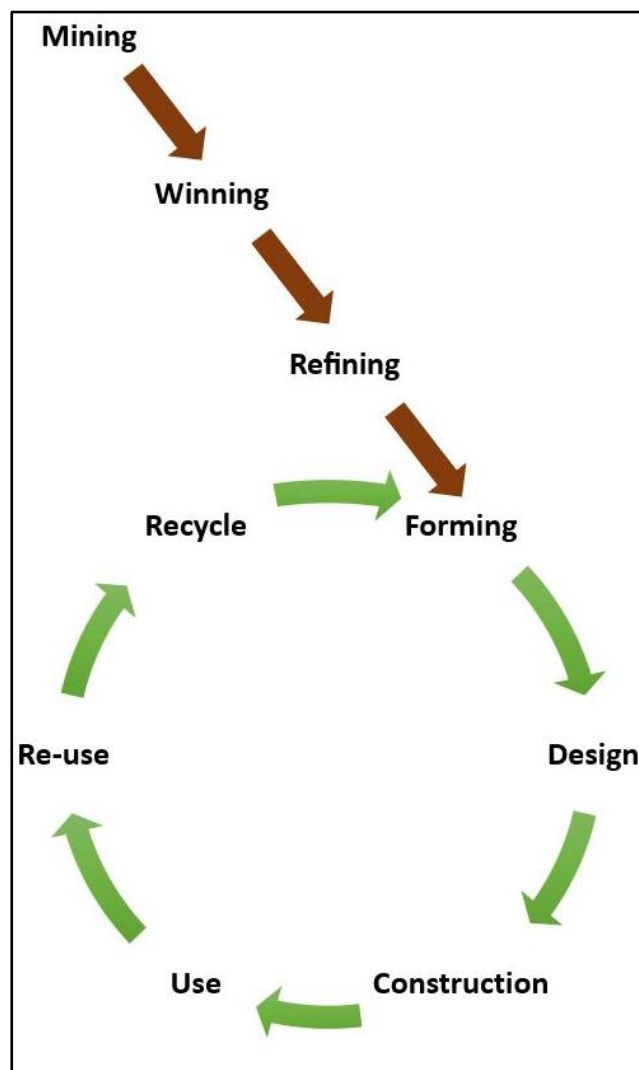 Mining
Winning
Refining
Recycle
Forming
Re-use
Design
Use
Construction